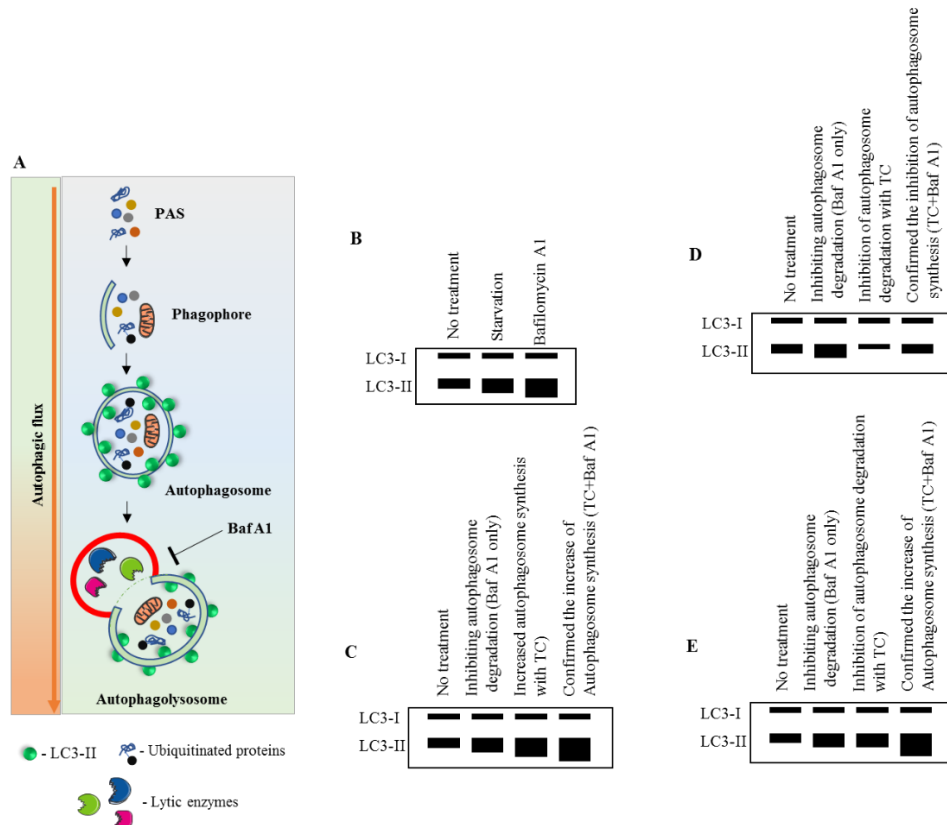 A
PAS
Phagophore
Autophagosome
Baf A1
Autophagolysosome
Autophagic flux
- LC3-II
- Ubiquitinated proteins
- Lytic enzymes
B
No treatment
Starvation
Bafilomycin A1
LC3-I
LC3-II
C
No treatment
Inhibiting autophagosome
degradation (Baf A1 only)
Increased autophagosome synthesis
with TC)
Confirmed the increase of
Autophagosome synthesis (TC+Baf A1)
LC3-I
LC3-II
D
No treatment
Inhibiting autophagosome
degradation (Baf A1 only)
Inhibition of autophagosome
degradation with TC
Confirmed the inhibition of autophagosome
synthesis (TC+Baf A1)
LC3-I
LC3-II
E
No treatment
Inhibiting autophagosome
degradation (Baf A1 only)
Inhibition of autophagosome degradation
with TC)
Confirmed the increase of
Autophagosome synthesis (TC+Baf A1)
LC3-I
LC3-II